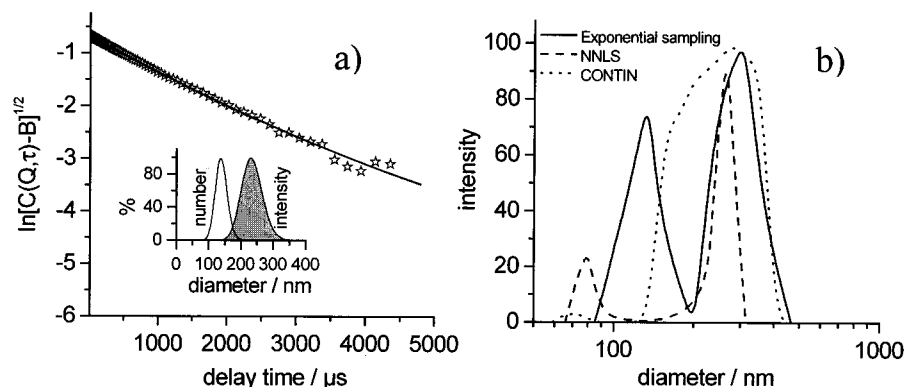 a)
ln[C(Q,τ)-B]^1/2
-1
-2
-3
-4
-5
-6
1000 2000 3000 4000 5000
delay time / µs
%
80
40
0
number
intensity
0 100 200 300 400
diameter / nm
b)
Exponential sampling
NNLS
CONTIN
intensity
100
80
60
40
20
0
100 1000
diameter / nm